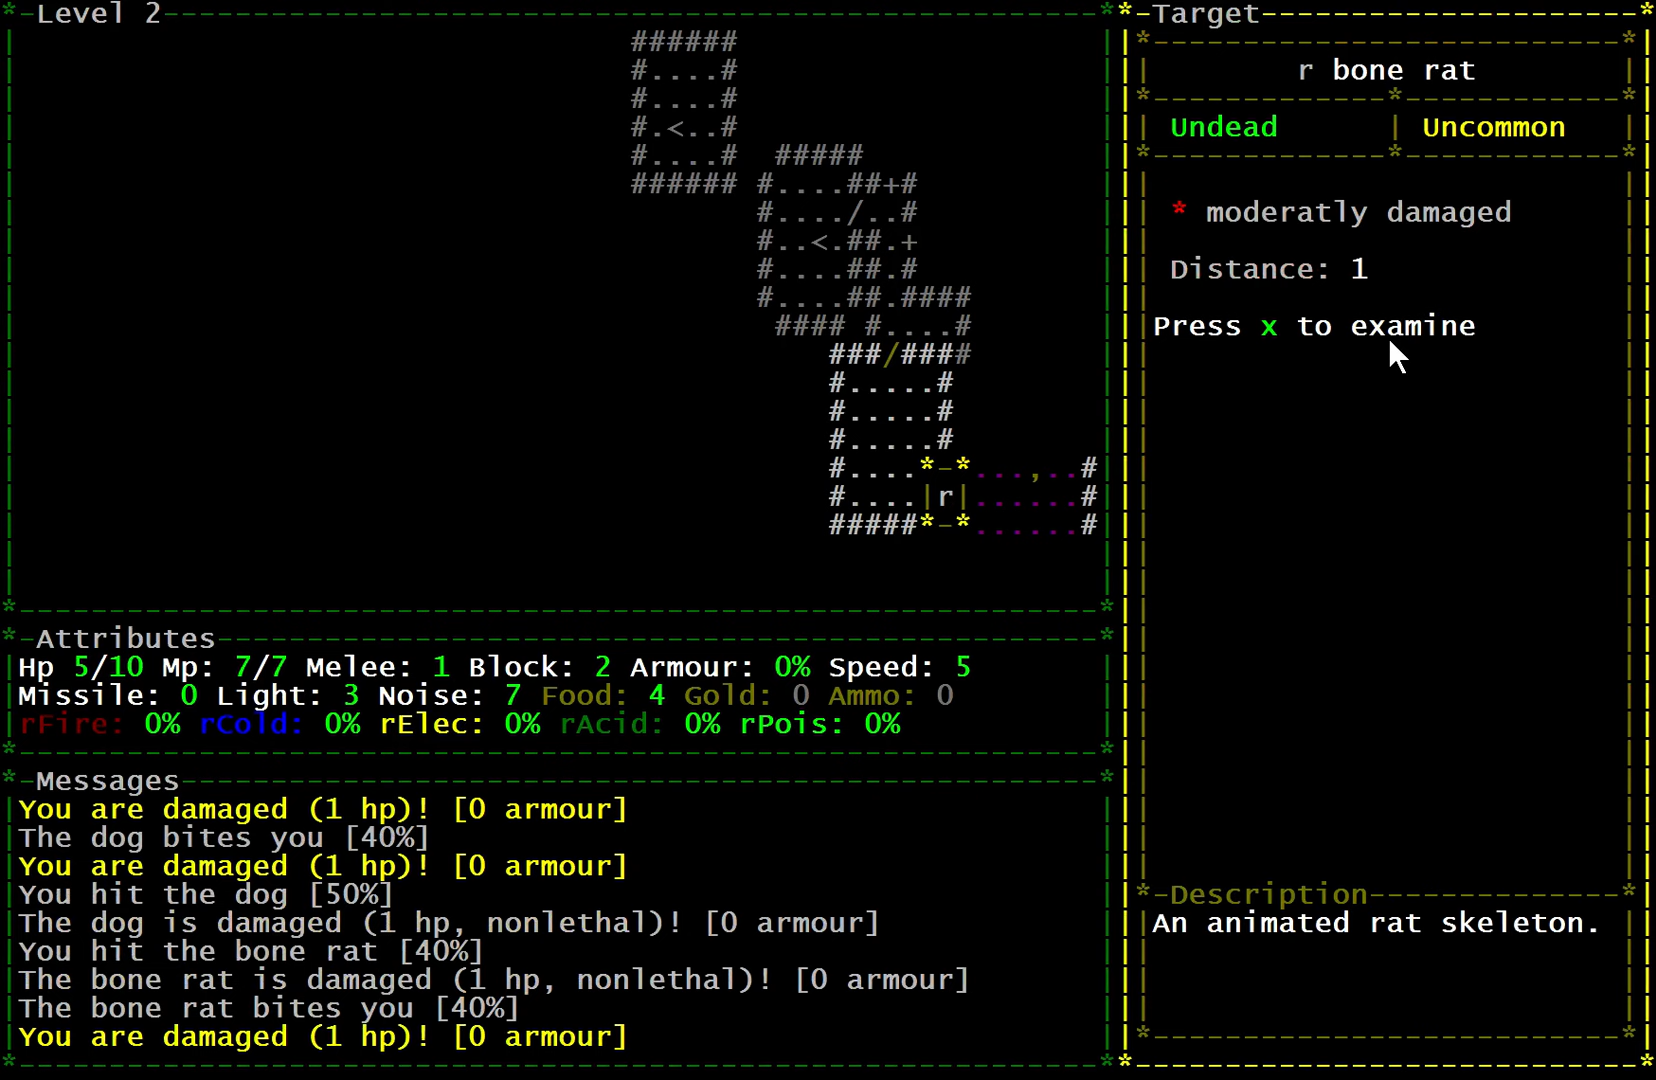 Level 2
######
#....#
#....#
#.<..#
#....# #####
###### #....##+#
#..../..#
#..<.##.+
#....##.#
#....##.####
#### #....#
###/####
#.....#
#.....#
#.....#
#....*-*...,..#
#....|r|......#
#####*-*......#
Attributes
Hp 5/10 Mp: 7/7 Melee: 1 Block: 2 Armour: 0% Speed: 5
Missile: 0 Light: 3 Noise: 7 Food: 4 Gold: 0 Ammo: 0
rFire: 0% rCold: 0% rElec: 0% rAcid: 0% rPois: 0%
Messages
You are damaged (1 hp)! [0 armour]
The dog bites you [40%]
You are damaged (1 hp)! [0 armour]
You hit the dog [50%]
The dog is damaged (1 hp, nonlethal)! [0 armour]
You hit the bone rat [40%]
The bone rat is damaged (1 hp, nonlethal)! [0 armour]
The bone rat bites you [40%]
You are damaged (1 hp)! [0 armour]
Target
r bone rat
Undead | Uncommon
* moderatly damaged
Distance: 1
Press x to examine
Description
An animated rat skeleton.